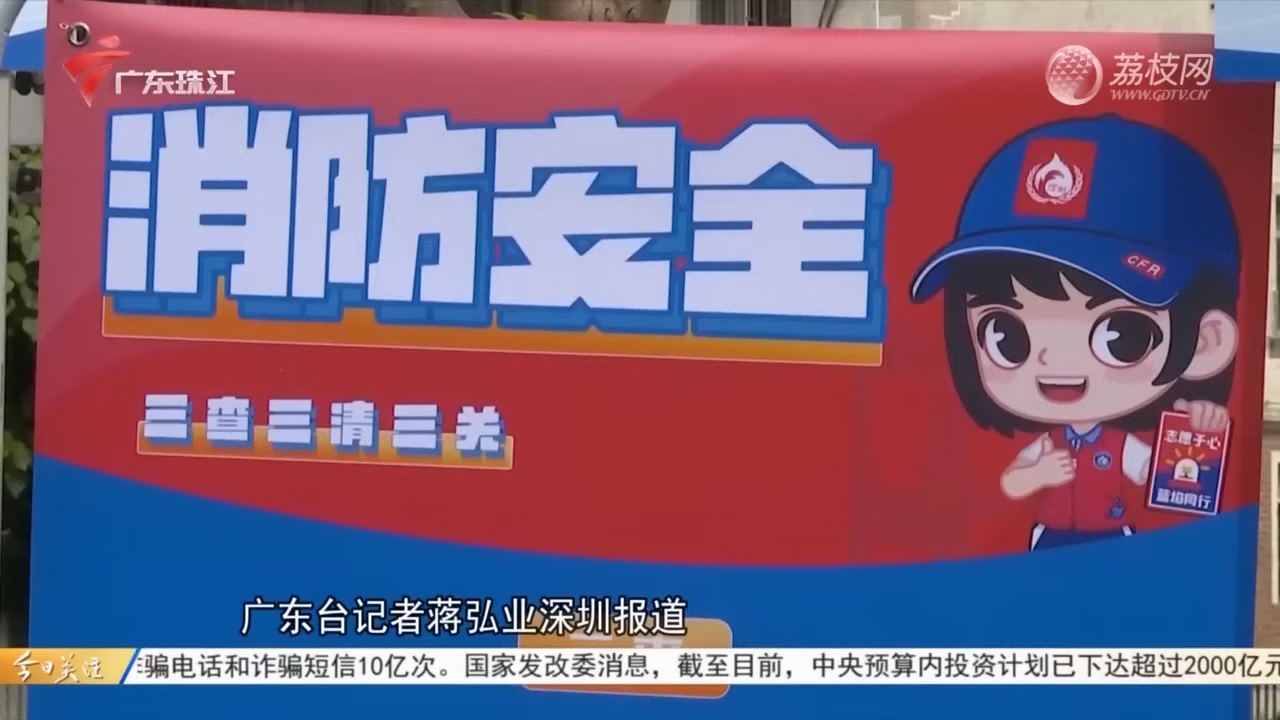 广东珠江
荔枝网
WWW.GDTV.CN
消防安全
CFR
三查三清三关
志愿于心
蓝焰同行
广东台记者蒋弘业深圳报道
今日关注
骗电话和诈骗短信10亿次。国家发改委消息，截至目前，中央预算内投资计划已下达超过2000亿元